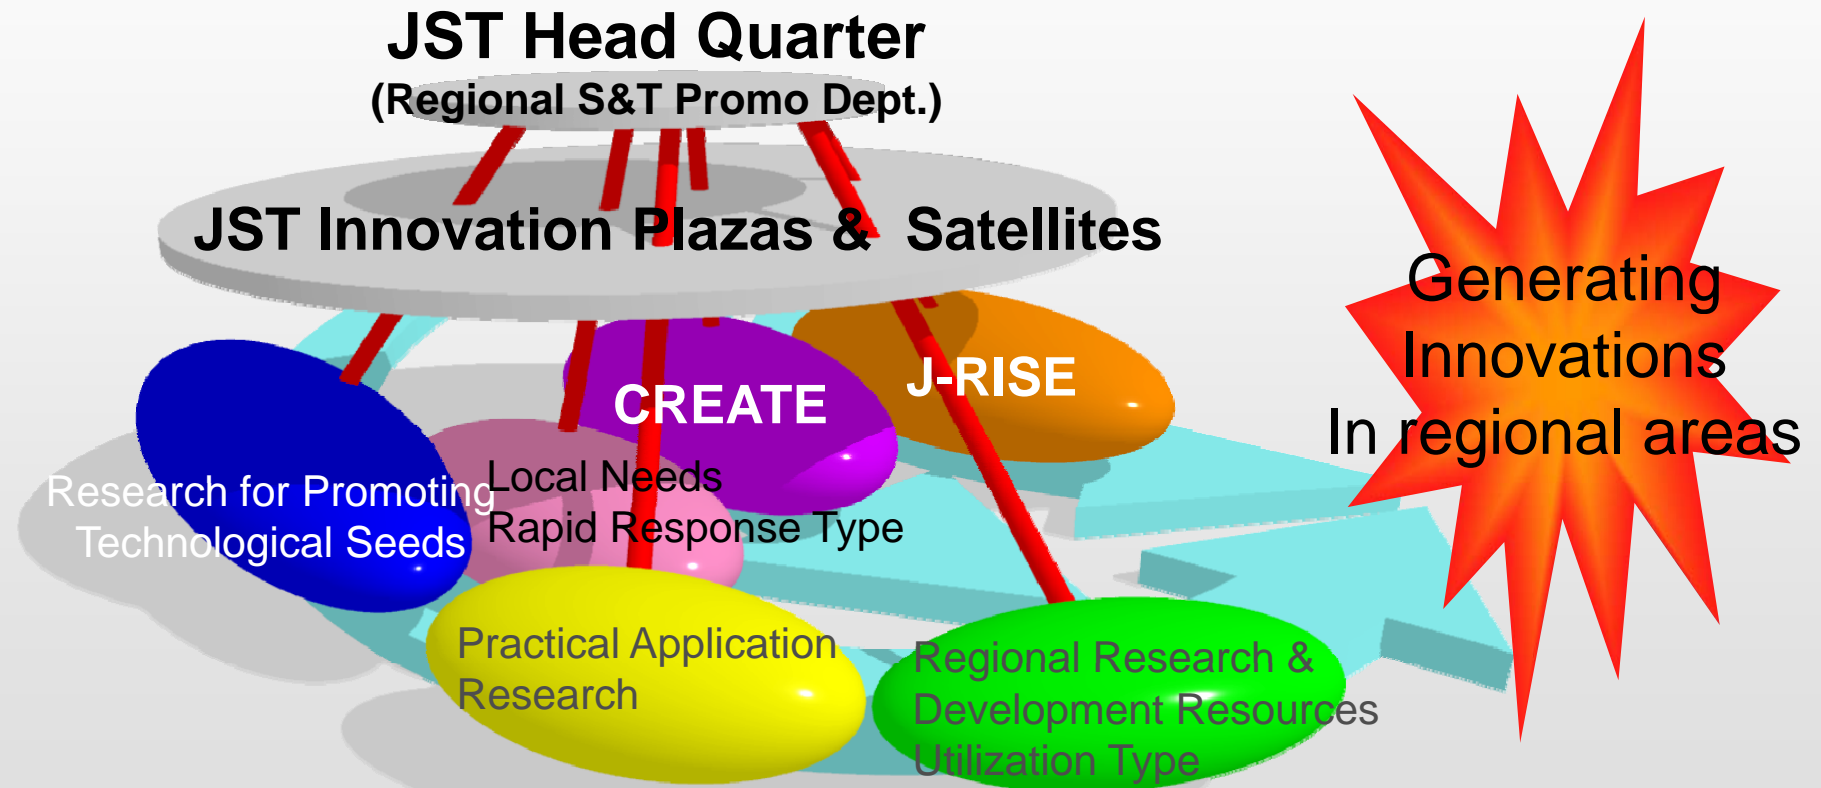 JST Head Quarter
(Regional S&T Promo Dept.)
JST Innovation Plazas & Satellites
Generating
Innovations
In regional areas
J-RISE
CREATE
Research for Promoting
Technological Seeds
Local Needs
Rapid Response Type
Practical Application
Research
Regional Research &
Development Resources
Utilization Type